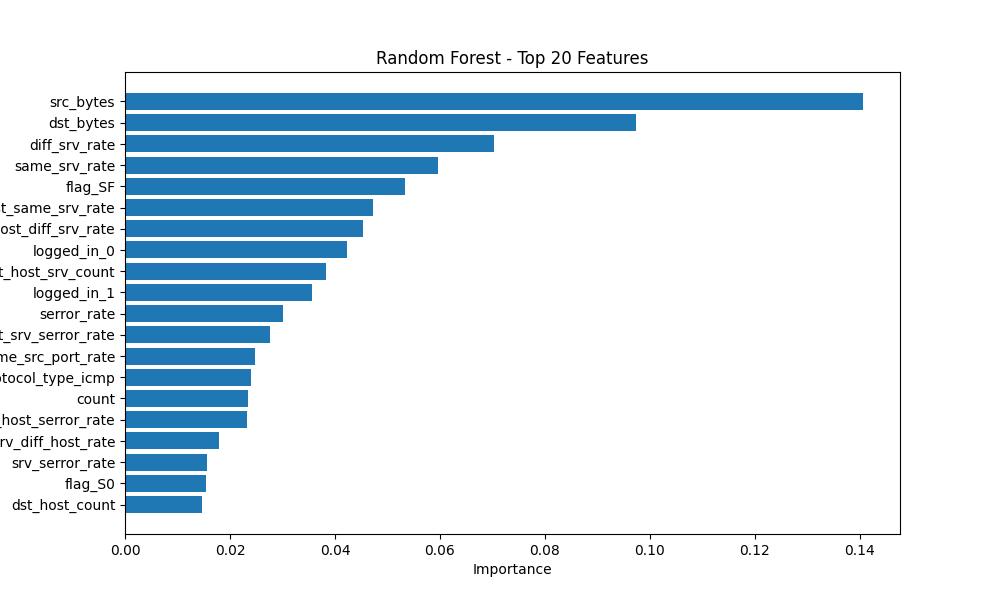 Random Forest - Top 20 Features
src_bytes
dst_bytes
diff_srv_rate
same_srv_rate
flag_SF
t_same_srv_rate
ost_diff_srv_rate
logged_in_0
t_host_srv_count
logged_in_1
serror_rate
t_srv_serror_rate
me_src_port_rate
tocol_type_icmp
count
_host_serror_rate
rv_diff_host_rate
srv_serror_rate
flag_S0
dst_host_count
0.00 0.02 0.04 0.06 0.08 0.10 0.12 0.14
Importance